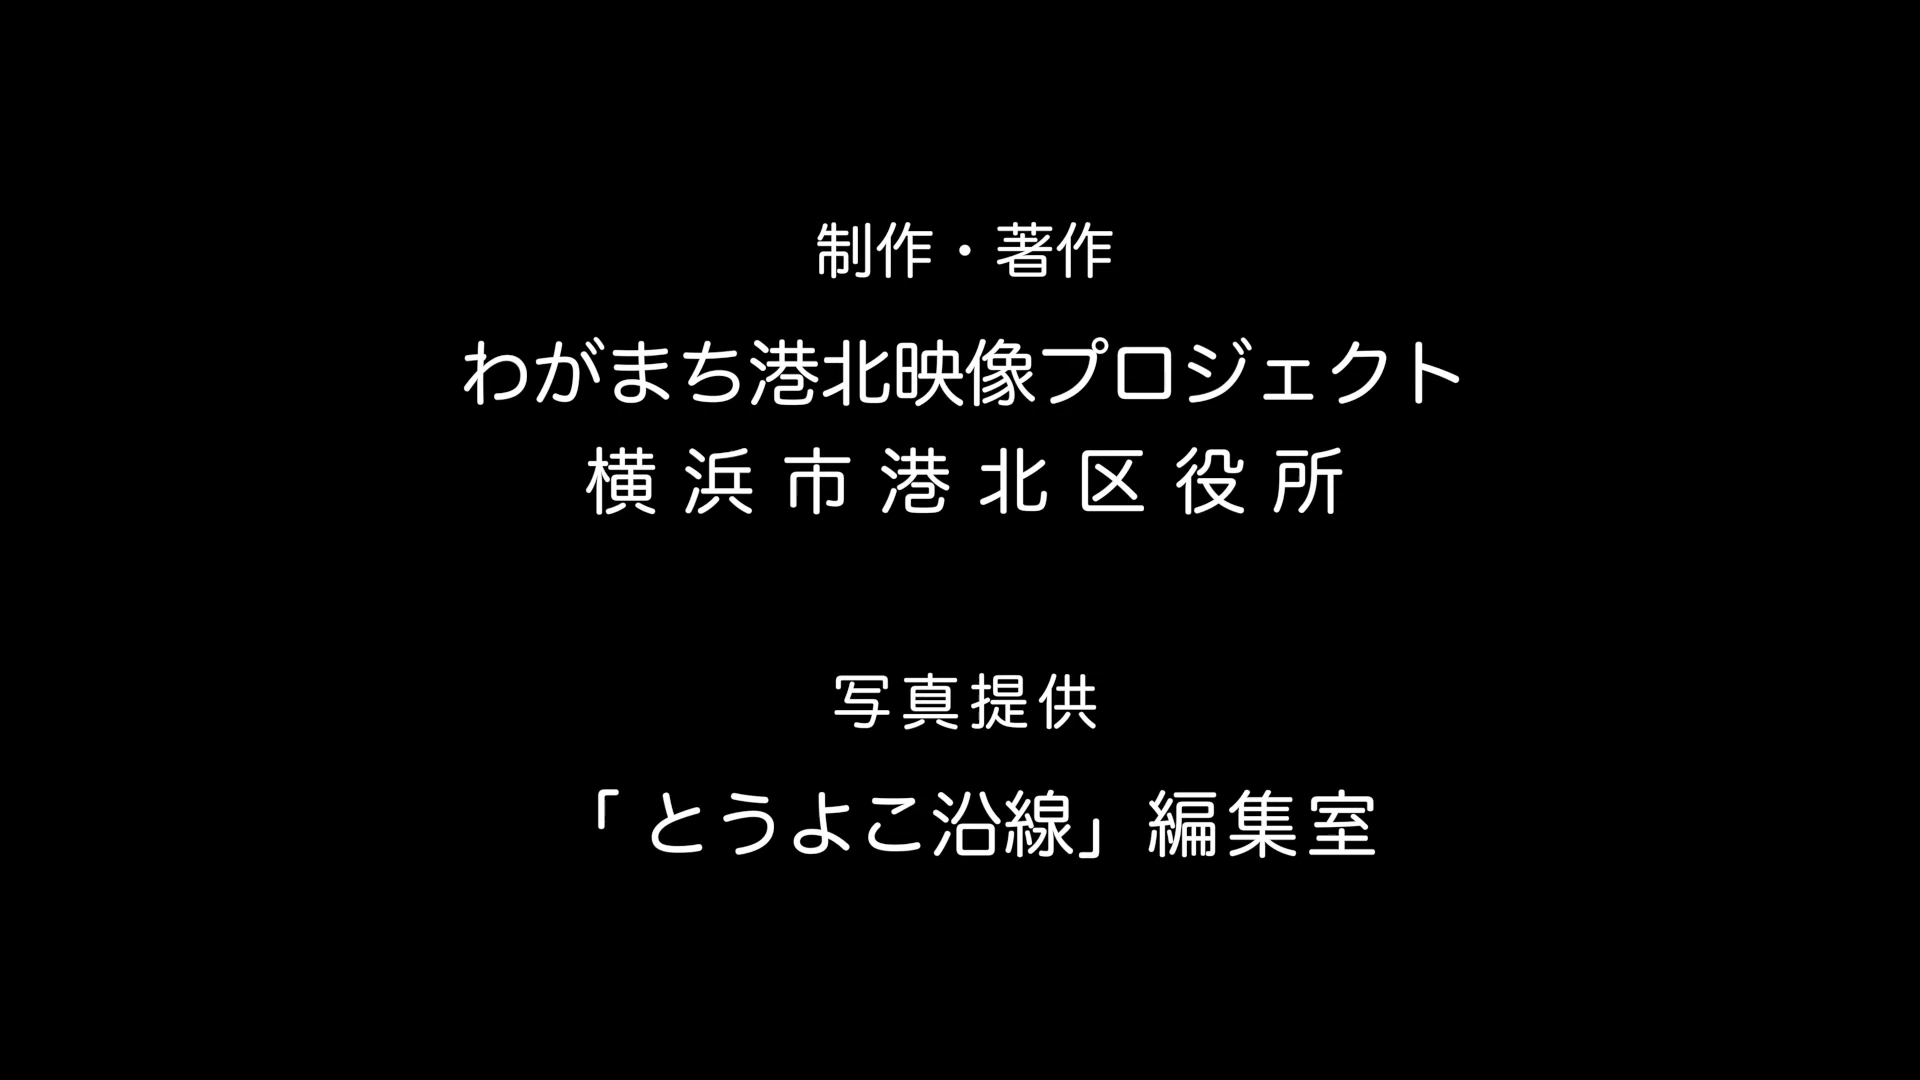 制作・著作
わがまち港北映像プロジェクト
横浜市港北区役所
写真提供
「とうよこ沿線」編集室